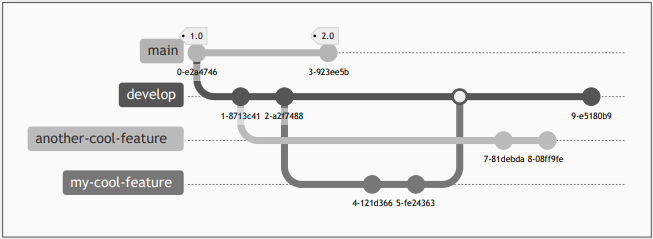 1.0
2.0
main
0-e2a4746
3-923ee5b
develop
1-8713c41
2-a2f7488
9-e5180b9
another-cool-feature
7-81debda
8-08ff9fe
my-cool-feature
4-121d366
5-fe24363